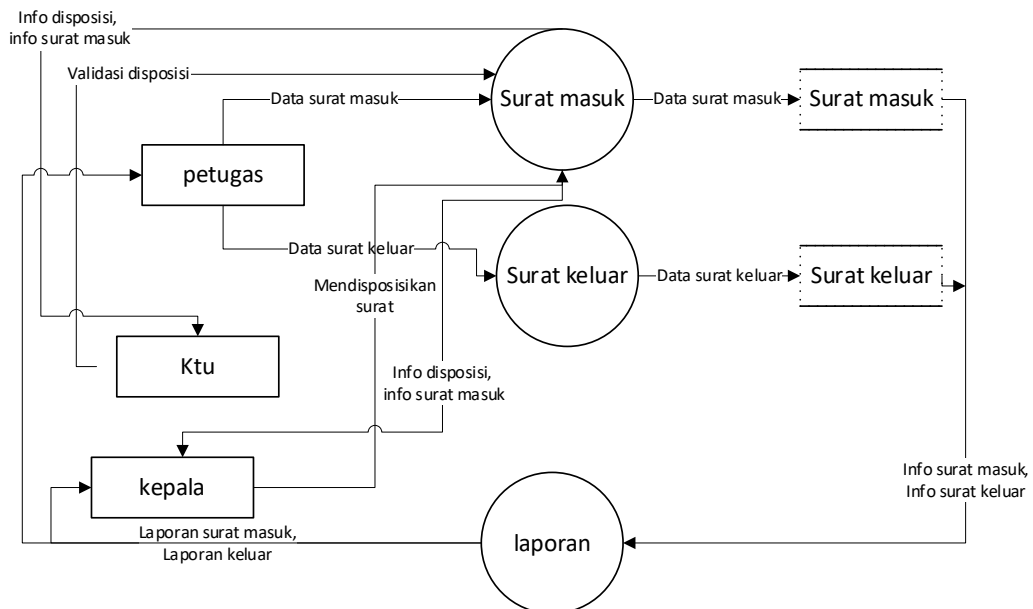 Info disposisi,
info surat masuk
Validasi disposisi
Data surat masuk
Surat masuk
Data surat masuk
Surat masuk
petugas
Data surat keluar
Surat keluar
Data surat keluar
Surat keluar
Mendisposisikan
surat
Ktu
Info disposisi,
info surat masuk
kepala
Info surat masuk,
Info surat keluar
Laporan surat masuk,
Laporan keluar
laporan